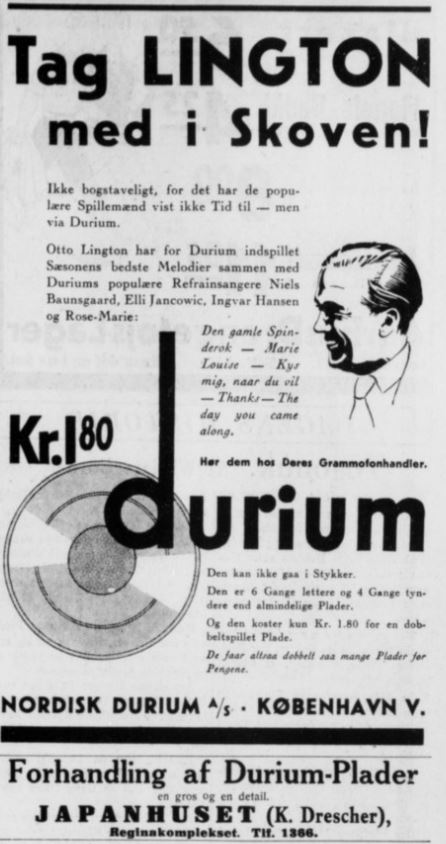 Tag LINGTON
med i Skoven!
Ikke bogstaveligt, for det har de popu-
lære Spillemænd vist ikke Tid til — men
via Durium.
Otto Lington har for Durium indspillet
Sæsonens bedste Melodier sammen med
Duriums populære Refrainsangere Niels
Baunsgaard, Elli Jancowic, Ingvar Hansen
og Rose-Marie:
Den gamle Spin-
derok — Marie
Louise — Kys
mig, naar du vil
— Thanks — The
day you came
along.
Kr. 1 80
Hør dem hos Deres Grammofonhandler.
durium
Den kan ikke gaa i Stykker.
Den er 6 Gange lettere og 4 Gange tyn-
dere end almindelige Plader.
Og den koster kun Kr. 1.80 for en dob-
beltspillet Plade.
De faar altsaa dobbelt saa mange Plader for
Pengene.
NORDISK DURIUM A/S · KØBENHAVN V.
Forhandling af Durium-Plader
en gros og en detail.
JAPANHUSET (K. Drescher),
Reginakomplekset. Tlf. 1366.